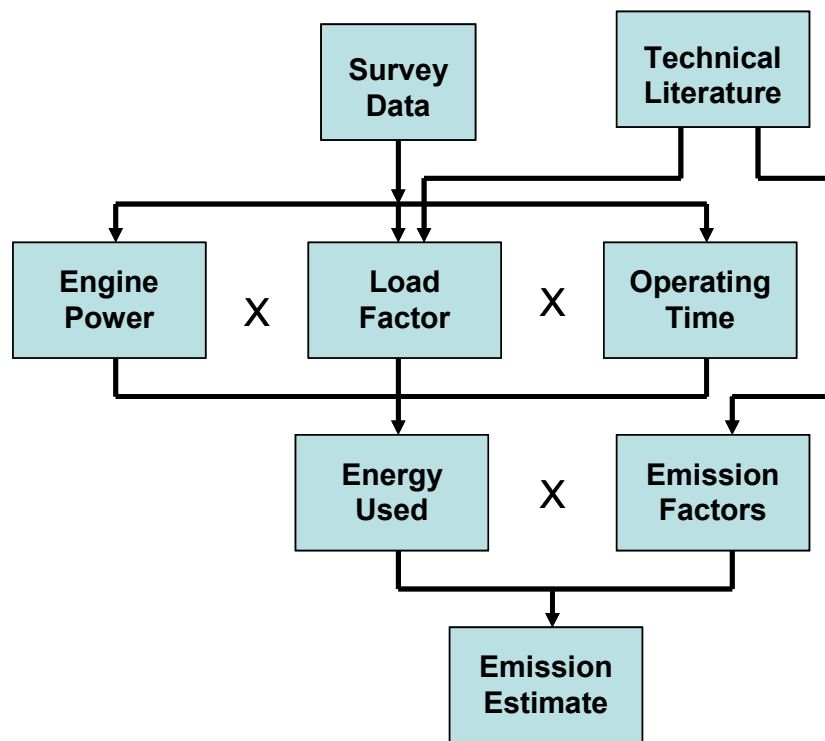 Survey
Data
Technical
Literature
Engine
Power
X
Load
Factor
X
Operating
Time
Energy
Used
X
Emission
Factors
Emission
Estimate